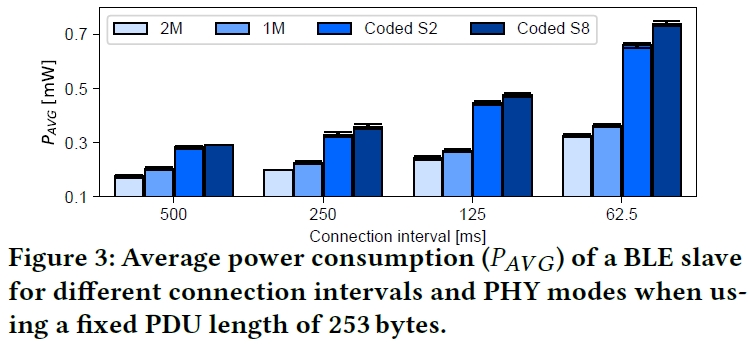 2M 1M Coded S2 Coded S8
0.7
0.5
0.3
0.1
P_AVG [mW]
500 250 125 62.5
Connection interval [ms]
Figure 3: Average power consumption (P_AVG) of a BLE slave
for different connection intervals and PHY modes when us-
ing a fixed PDU length of 253 bytes.